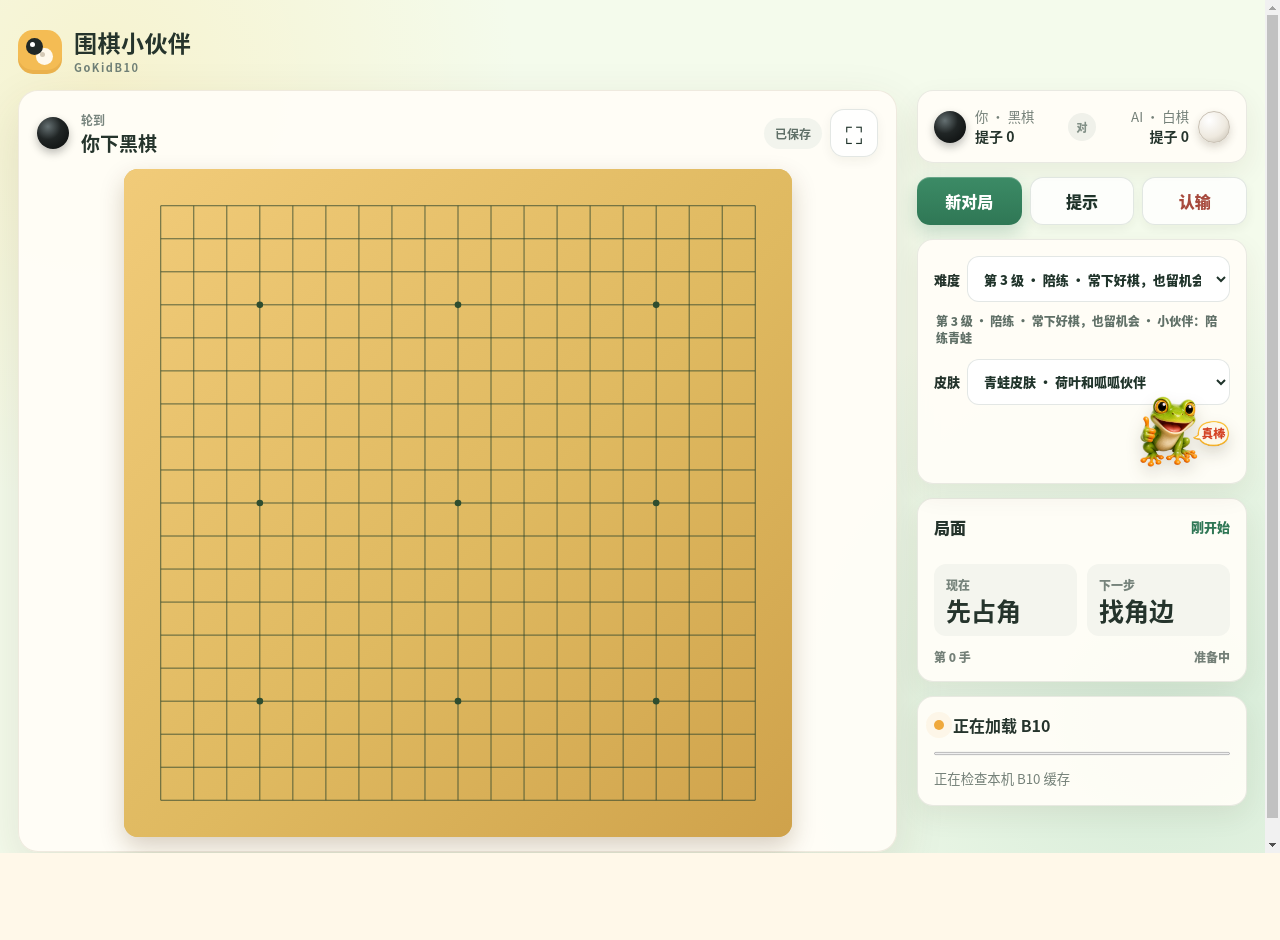 围棋小伙伴
GoKidB10
轮到
你下黑棋
已保存
你 · 黑棋
提子 0
对
AI · 白棋
提子 0
新对局
提示
认输
难度
第 3 级 · 陪练 · 常下好棋，也留机会
第 3 级 · 陪练 · 常下好棋，也留机会 · 小伙伴：陪
练青蛙
皮肤
青蛙皮肤 · 荷叶和呱呱伙伴
真棒
局面
刚开始
现在
先占角
下一步
找角边
第 0 手
准备中
正在加载 B10
正在检查本机 B10 缓存